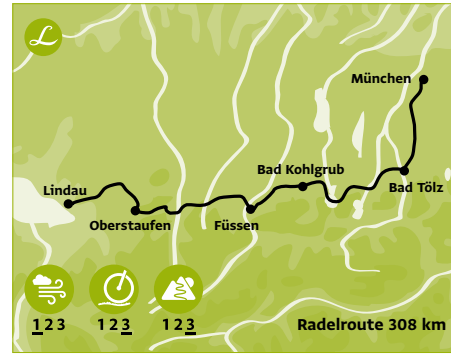 L
München
Bad Kohlgrub
Lindau
Bad Tölz
Oberstaufen
Füssen
1 2 3
1 2 3
1 2 3
Radelroute 308 km